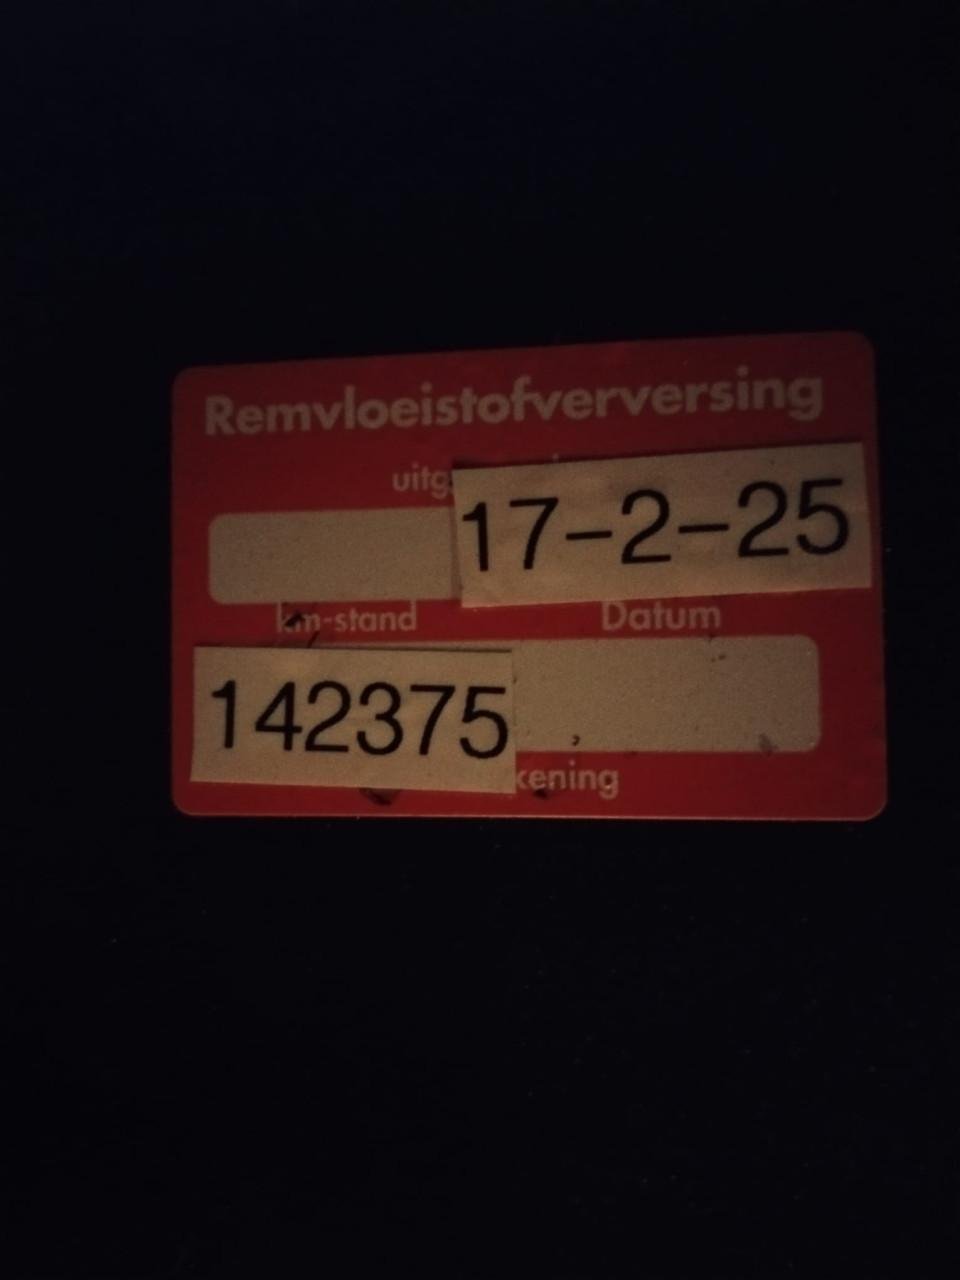 Remvloeistofverversing
17-2-25
km-stand Datum
142375